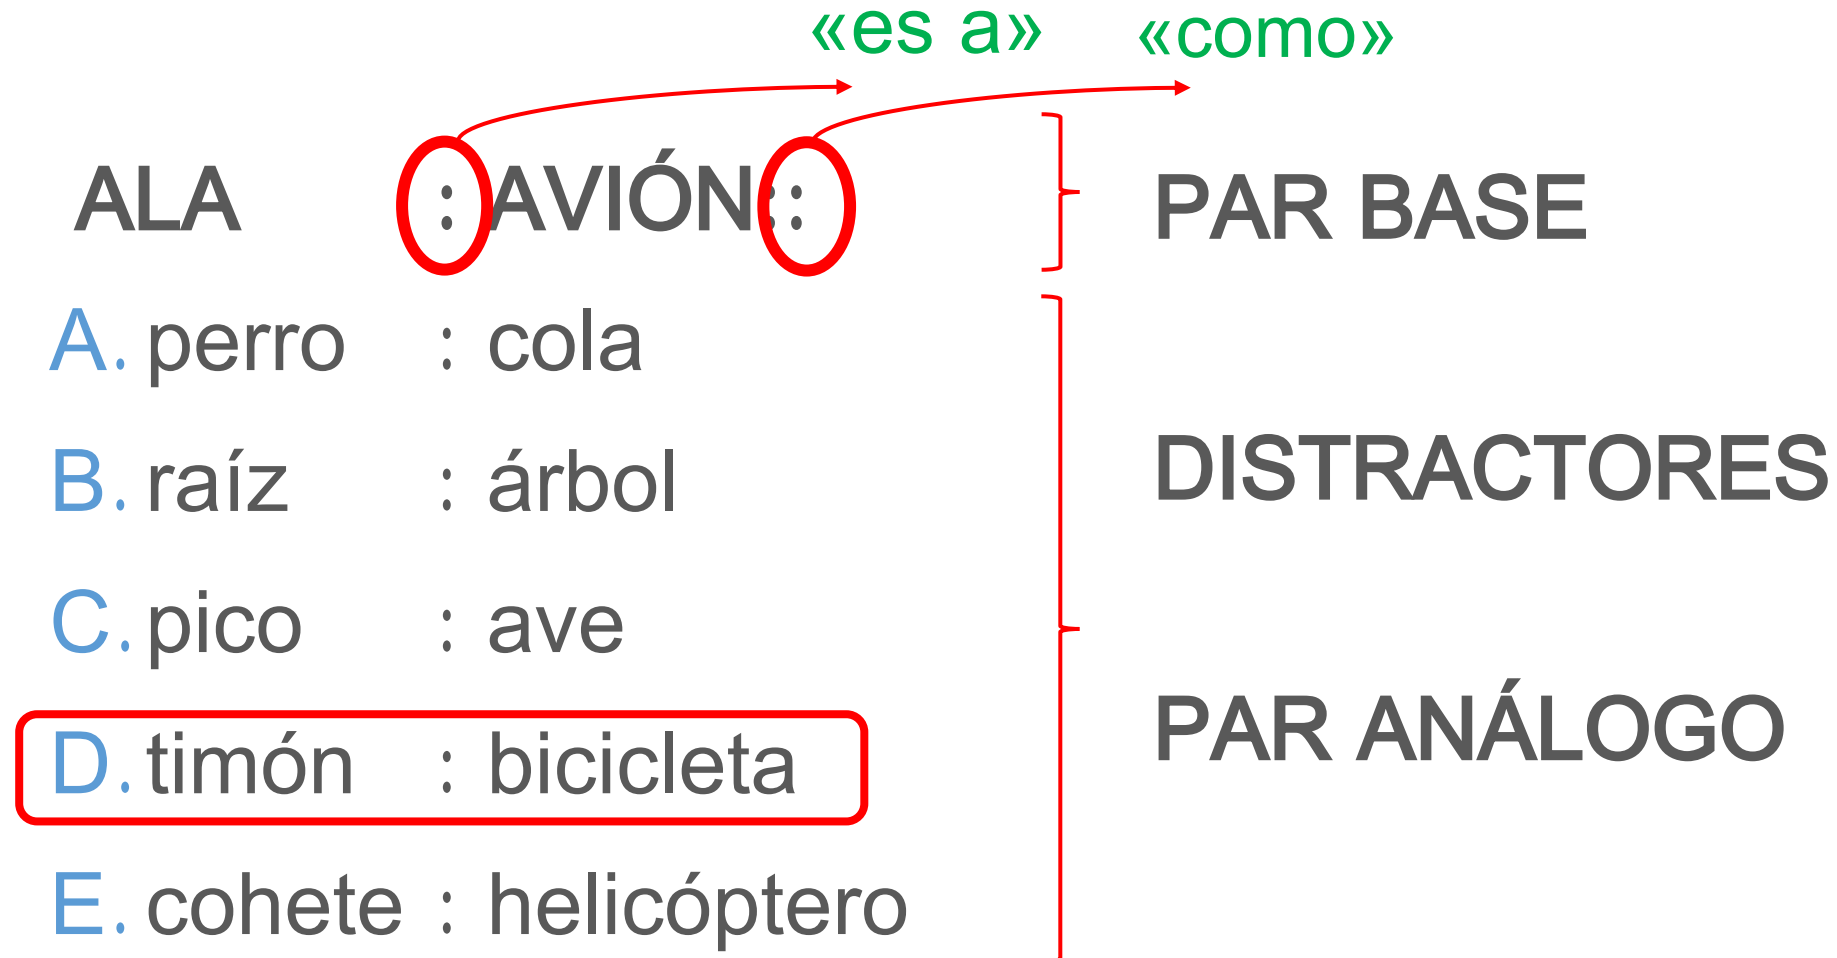 «es a» «como»
ALA : AVIÓN::
PAR BASE
A. perro : cola
B. raíz : árbol
DISTRACTORES
C. pico : ave
D. timón : bicicleta
PAR ANÁLOGO
E. cohete : helicóptero